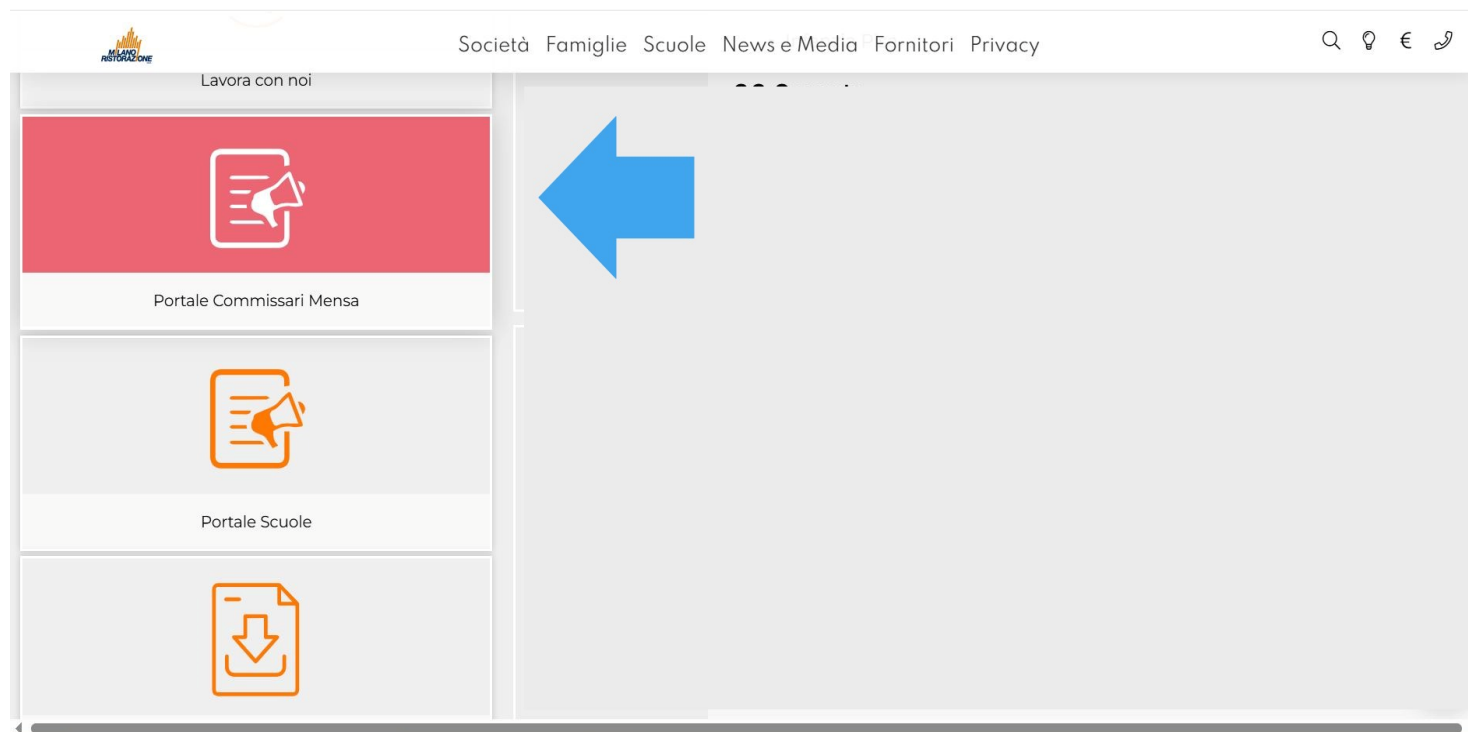 MILANO
RISTORAZIONE
Società Famiglie Scuole News e Media Fornitori Privacy
€
Lavora con noi
Portale Commissari Mensa
Portale Scuole